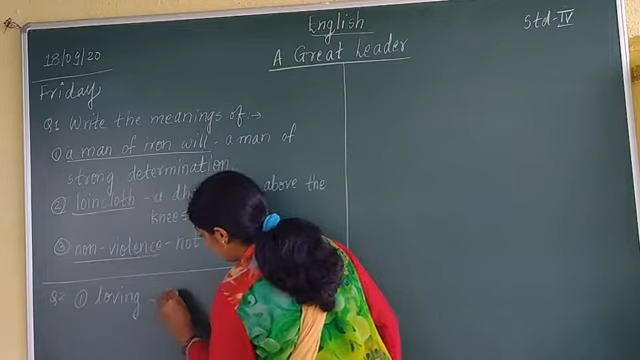 English
Std-IV
A Great Leader
18/09/20
Friday
Q1 Write the meanings of:→
① a man of iron will - a man of
strong determination.
② loincloth - a above the
knees
③ non-violence - not
Q2 ① loving -